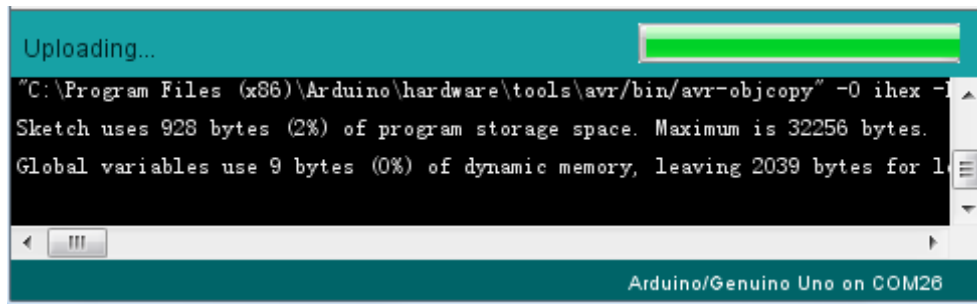 Uploading...
"C:\Program Files (x86)\Arduino\hardware\tools\avr/bin/avr-objcopy" -O ihex
Sketch uses 928 bytes (2%) of program storage space. Maximum is 32256 bytes.
Global variables use 9 bytes (0%) of dynamic memory, leaving 2039 bytes for
Arduino/Genuino Uno on COM26